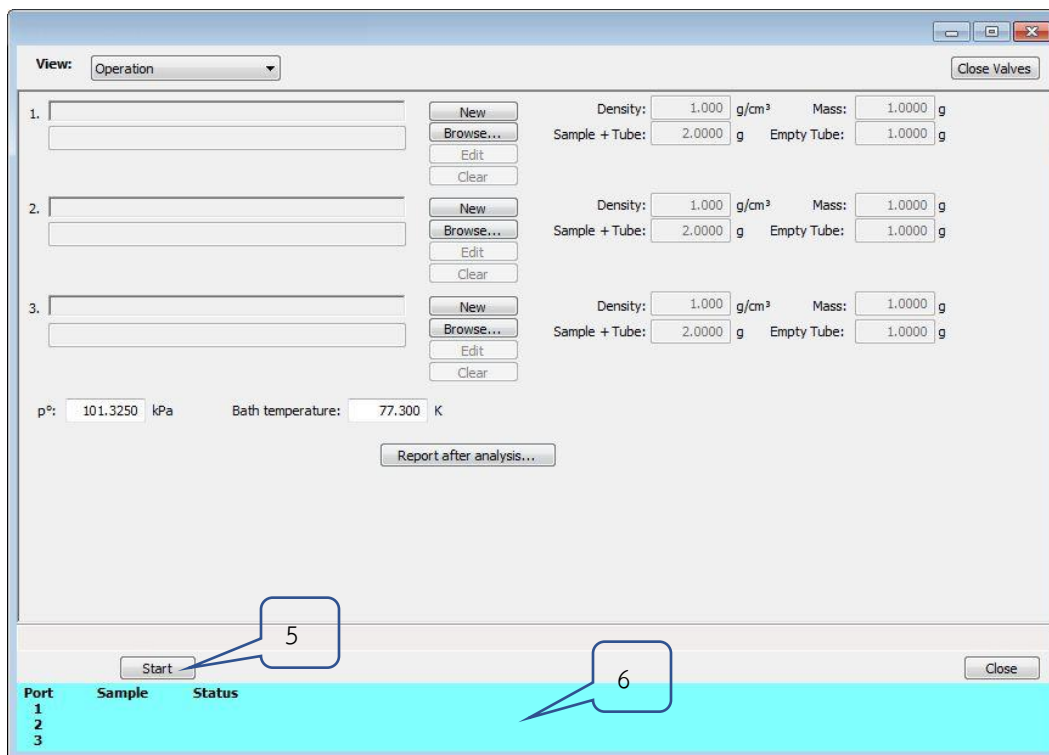 View: Operation Close Valves
1. New Density: 1.000 g/cm³ Mass: 1.0000 g
Browse... Sample + Tube: 2.0000 g Empty Tube: 1.0000 g
Edit
Clear
2. New Density: 1.000 g/cm³ Mass: 1.0000 g
Browse... Sample + Tube: 2.0000 g Empty Tube: 1.0000 g
Edit
Clear
3. New Density: 1.000 g/cm³ Mass: 1.0000 g
Browse... Sample + Tube: 2.0000 g Empty Tube: 1.0000 g
Edit
Clear
p°: 101.3250 kPa Bath temperature: 77.300 K
Report after analysis...
5
Start Close
6
Port Sample Status
1
2
3